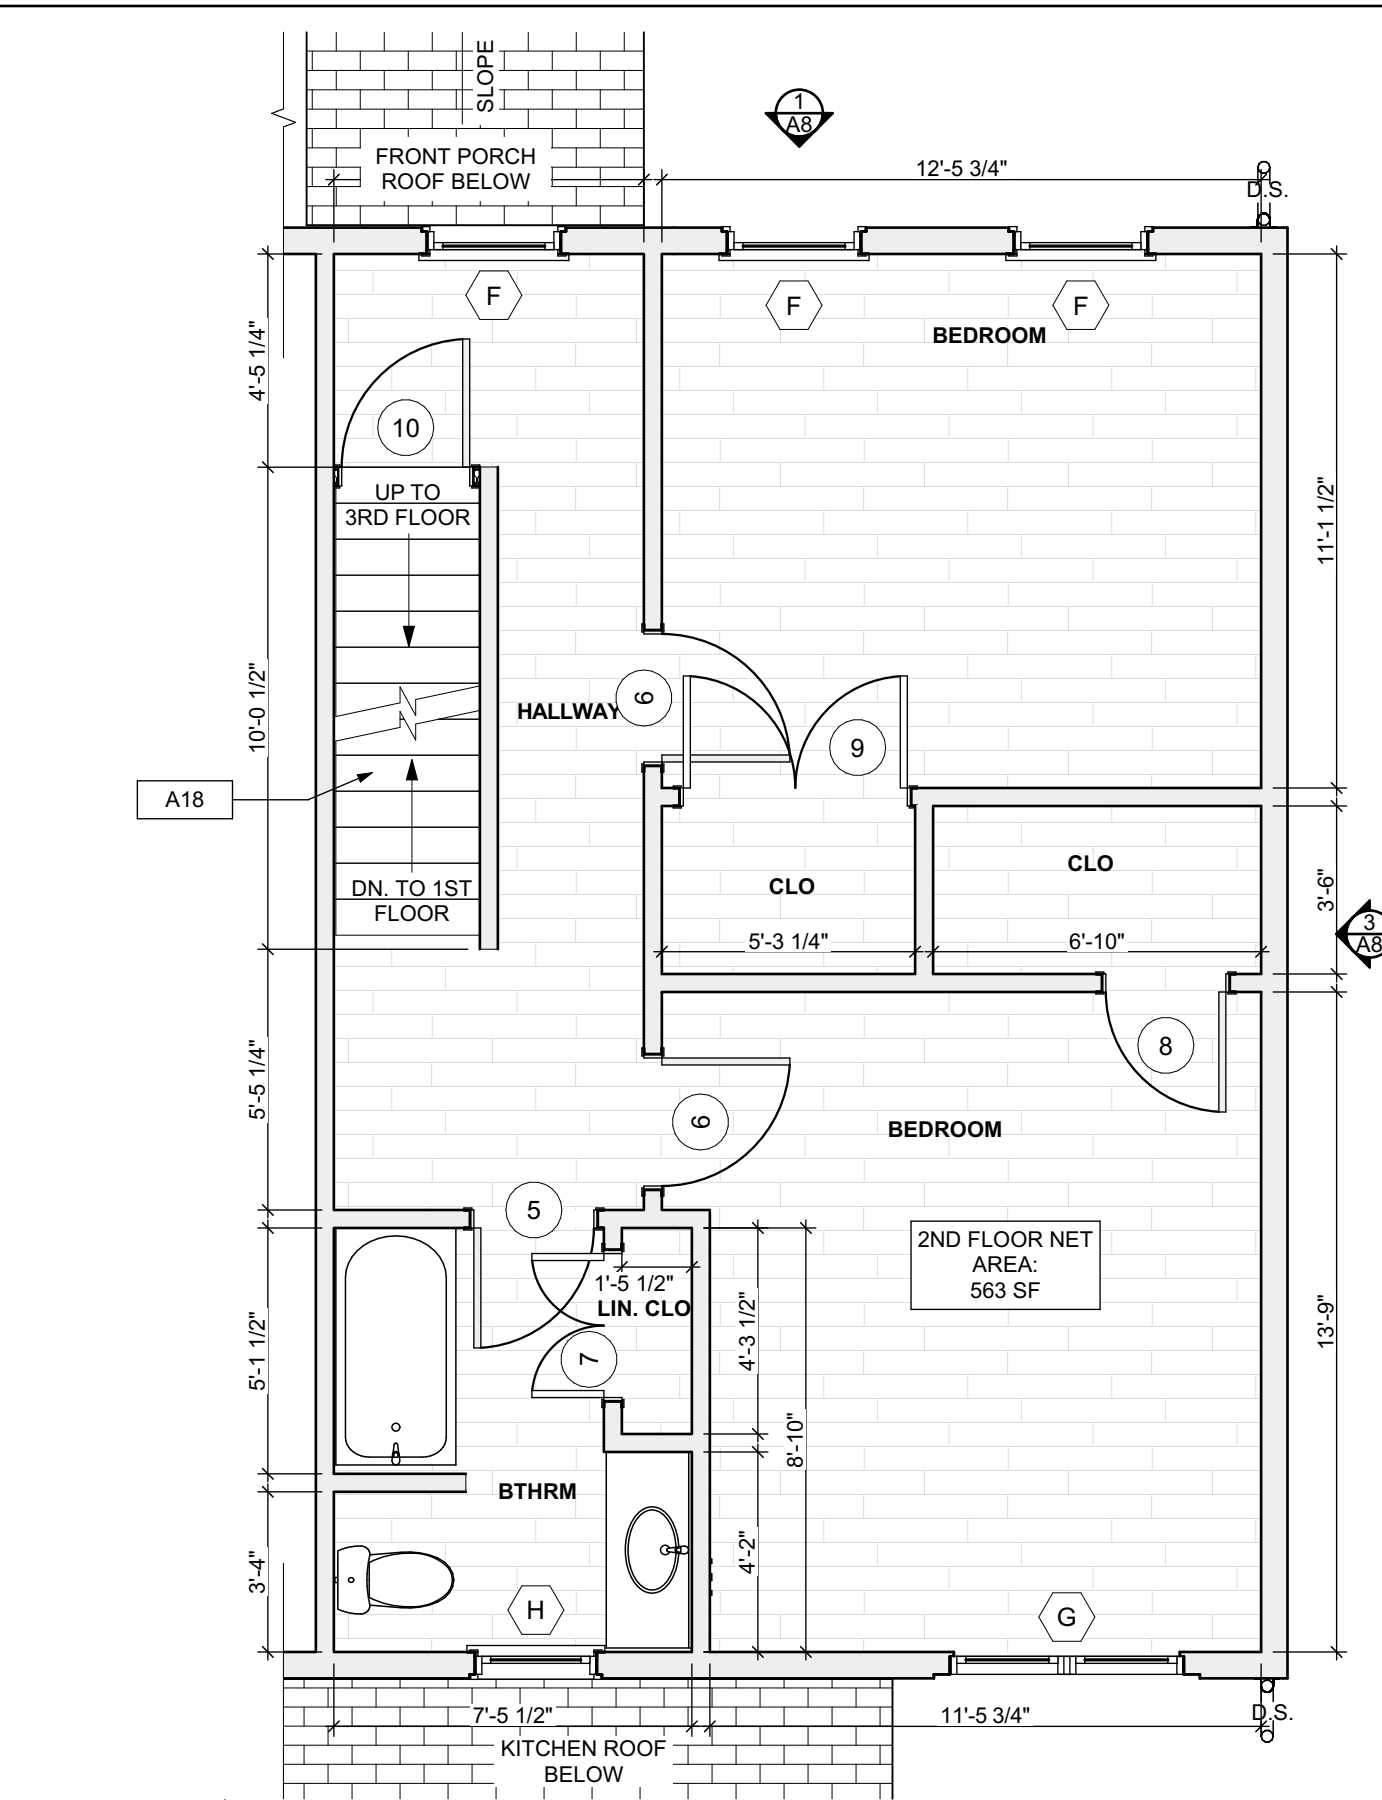 SLOPE
1
A8
FRONT PORCH
ROOF BELOW
12'-5 3/4"
D.S.
F
F
F
BEDROOM
4'-5 1/4"
10
UP TO
3RD FLOOR
11'-1 1/2"
10'-0 1/2"
HALLWAY
6
9
A18
DN. TO 1ST
FLOOR
CLO
CLO
3'-6"
5'-3 1/4"
6'-10"
3
A8
8
5'-5 1/4"
6
BEDROOM
5
2ND FLOOR NET
AREA:
563 SF
1'-5 1/2"
LIN. CLO
7
5'-1 1/2"
4'-3 1/2"
8'-10"
13'-9"
BTHRM
4'-2"
3'-4"
H
G
7'-5 1/2"
11'-5 3/4"
D.S.
KITCHEN ROOF
BELOW